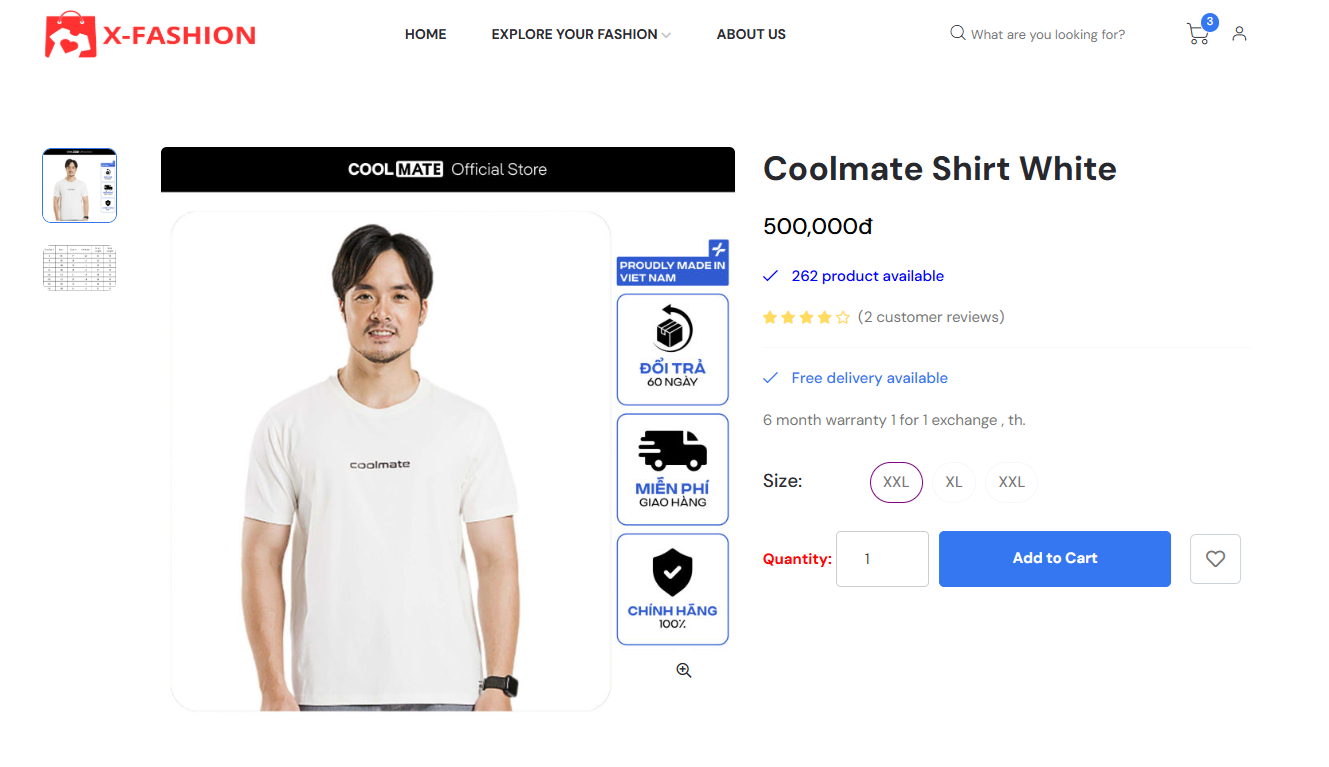 X-FASHION
HOME
EXPLORE YOUR FASHION
ABOUT US
What are you looking for?
3
COOLMATE Official Store
PROUDLY MADE IN
VIET NAM
ĐỔI TRẢ
60 NGÀY
MIỄN PHÍ
GIAO HÀNG
CHÍNH HÃNG
100%
coolmate
Coolmate Shirt White
500,000đ
262 product available
(2 customer reviews)
Free delivery available
6 month warranty 1 for 1 exchange , th.
Size:
XXL
XL
XXL
Quantity:
1
Add to Cart